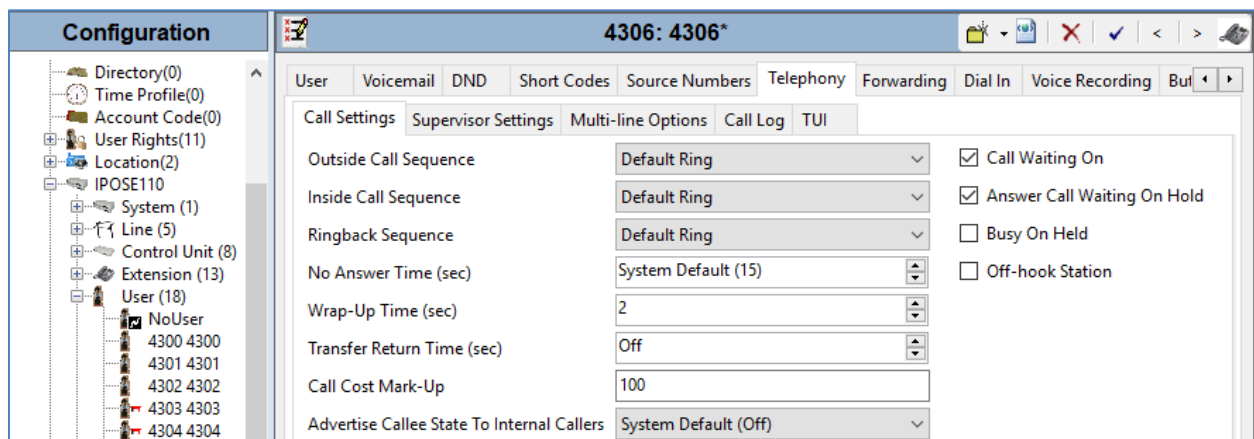 Configuration
Directory(0)
Time Profile(0)
Account Code(0)
User Rights(11)
Location(2)
IPOSE110
System (1)
Line (5)
Control Unit (8)
Extension (13)
User (18)
NoUser
4300 4300
4301 4301
4302 4302
4303 4303
4304 4304
4306: 4306*
User Voicemail DND Short Codes Source Numbers Telephony Forwarding Dial In Voice Recording But
Call Settings Supervisor Settings Multi-line Options Call Log TUI
Outside Call Sequence Default Ring Call Waiting On
Inside Call Sequence Default Ring Answer Call Waiting On Hold
Ringback Sequence Default Ring Busy On Held
No Answer Time (sec) System Default (15) Off-hook Station
Wrap-Up Time (sec) 2
Transfer Return Time (sec) Off
Call Cost Mark-Up 100
Advertise Callee State To Internal Callers System Default (Off)